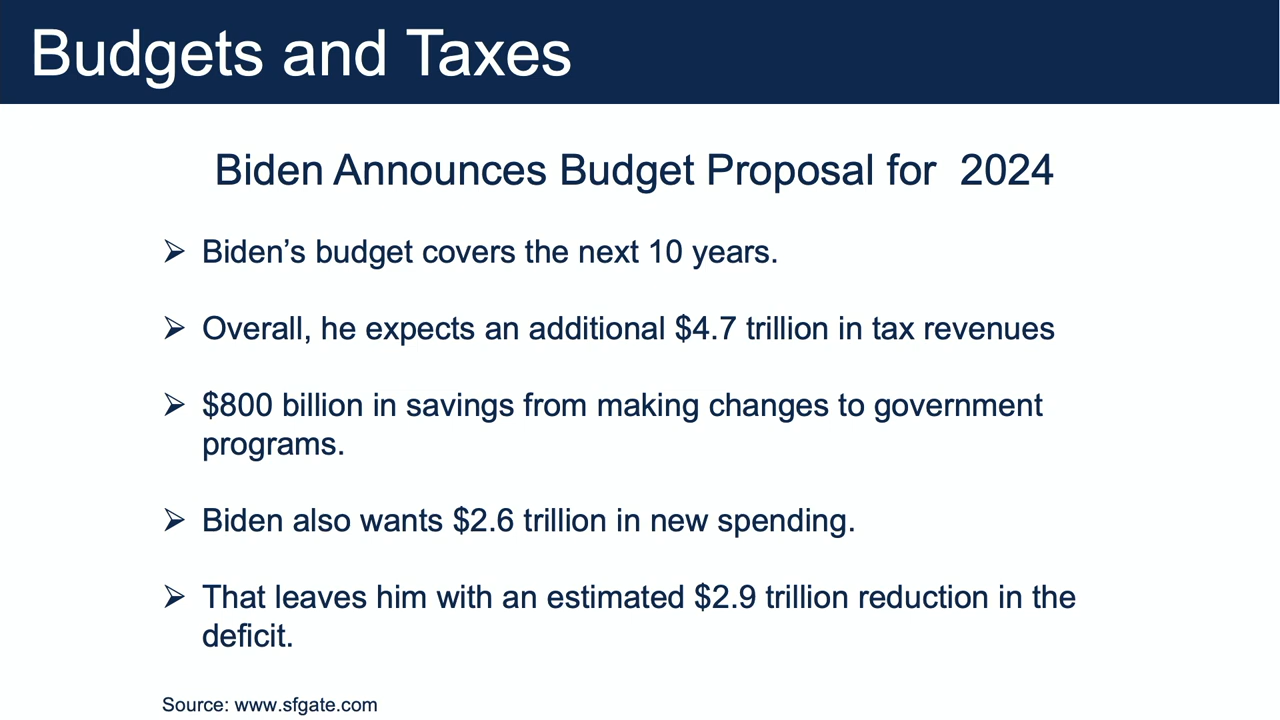 Budgets and Taxes
Biden Announces Budget Proposal for  2024
➢ Biden’s budget covers the next 10 years.
➢ Overall, he expects an additional $4.7 trillion in tax revenues
➢ $800 billion in savings from making changes to government
programs.
➢ Biden also wants $2.6 trillion in new spending.
➢ That leaves him with an estimated $2.9 trillion reduction in the
deficit.
Source: www.sfgate.com